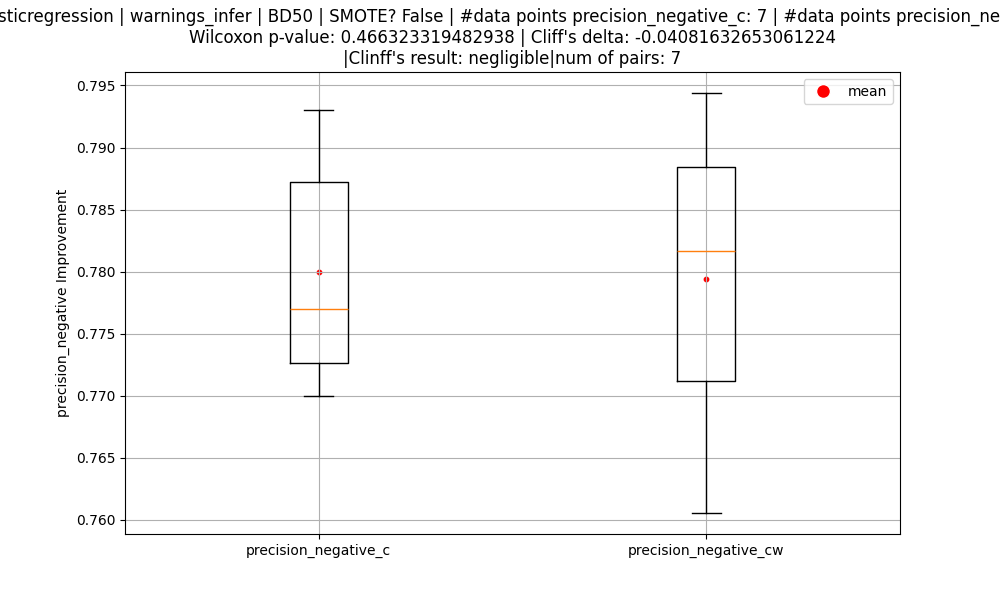 sticregression | warnings_infer | BD50 | SMOTE? False | #data points precision_negative_c: 7 | #data points precision_ne
Wilcoxon p-value: 0.466323319482938 | Cliff's delta: -0.04081632653061224
|Clinff's result: negligible|num of pairs: 7
mean
0.795
0.790
0.785
0.780
0.775
0.770
0.765
0.760
precision_negative Improvement
precision_negative_c
precision_negative_cw